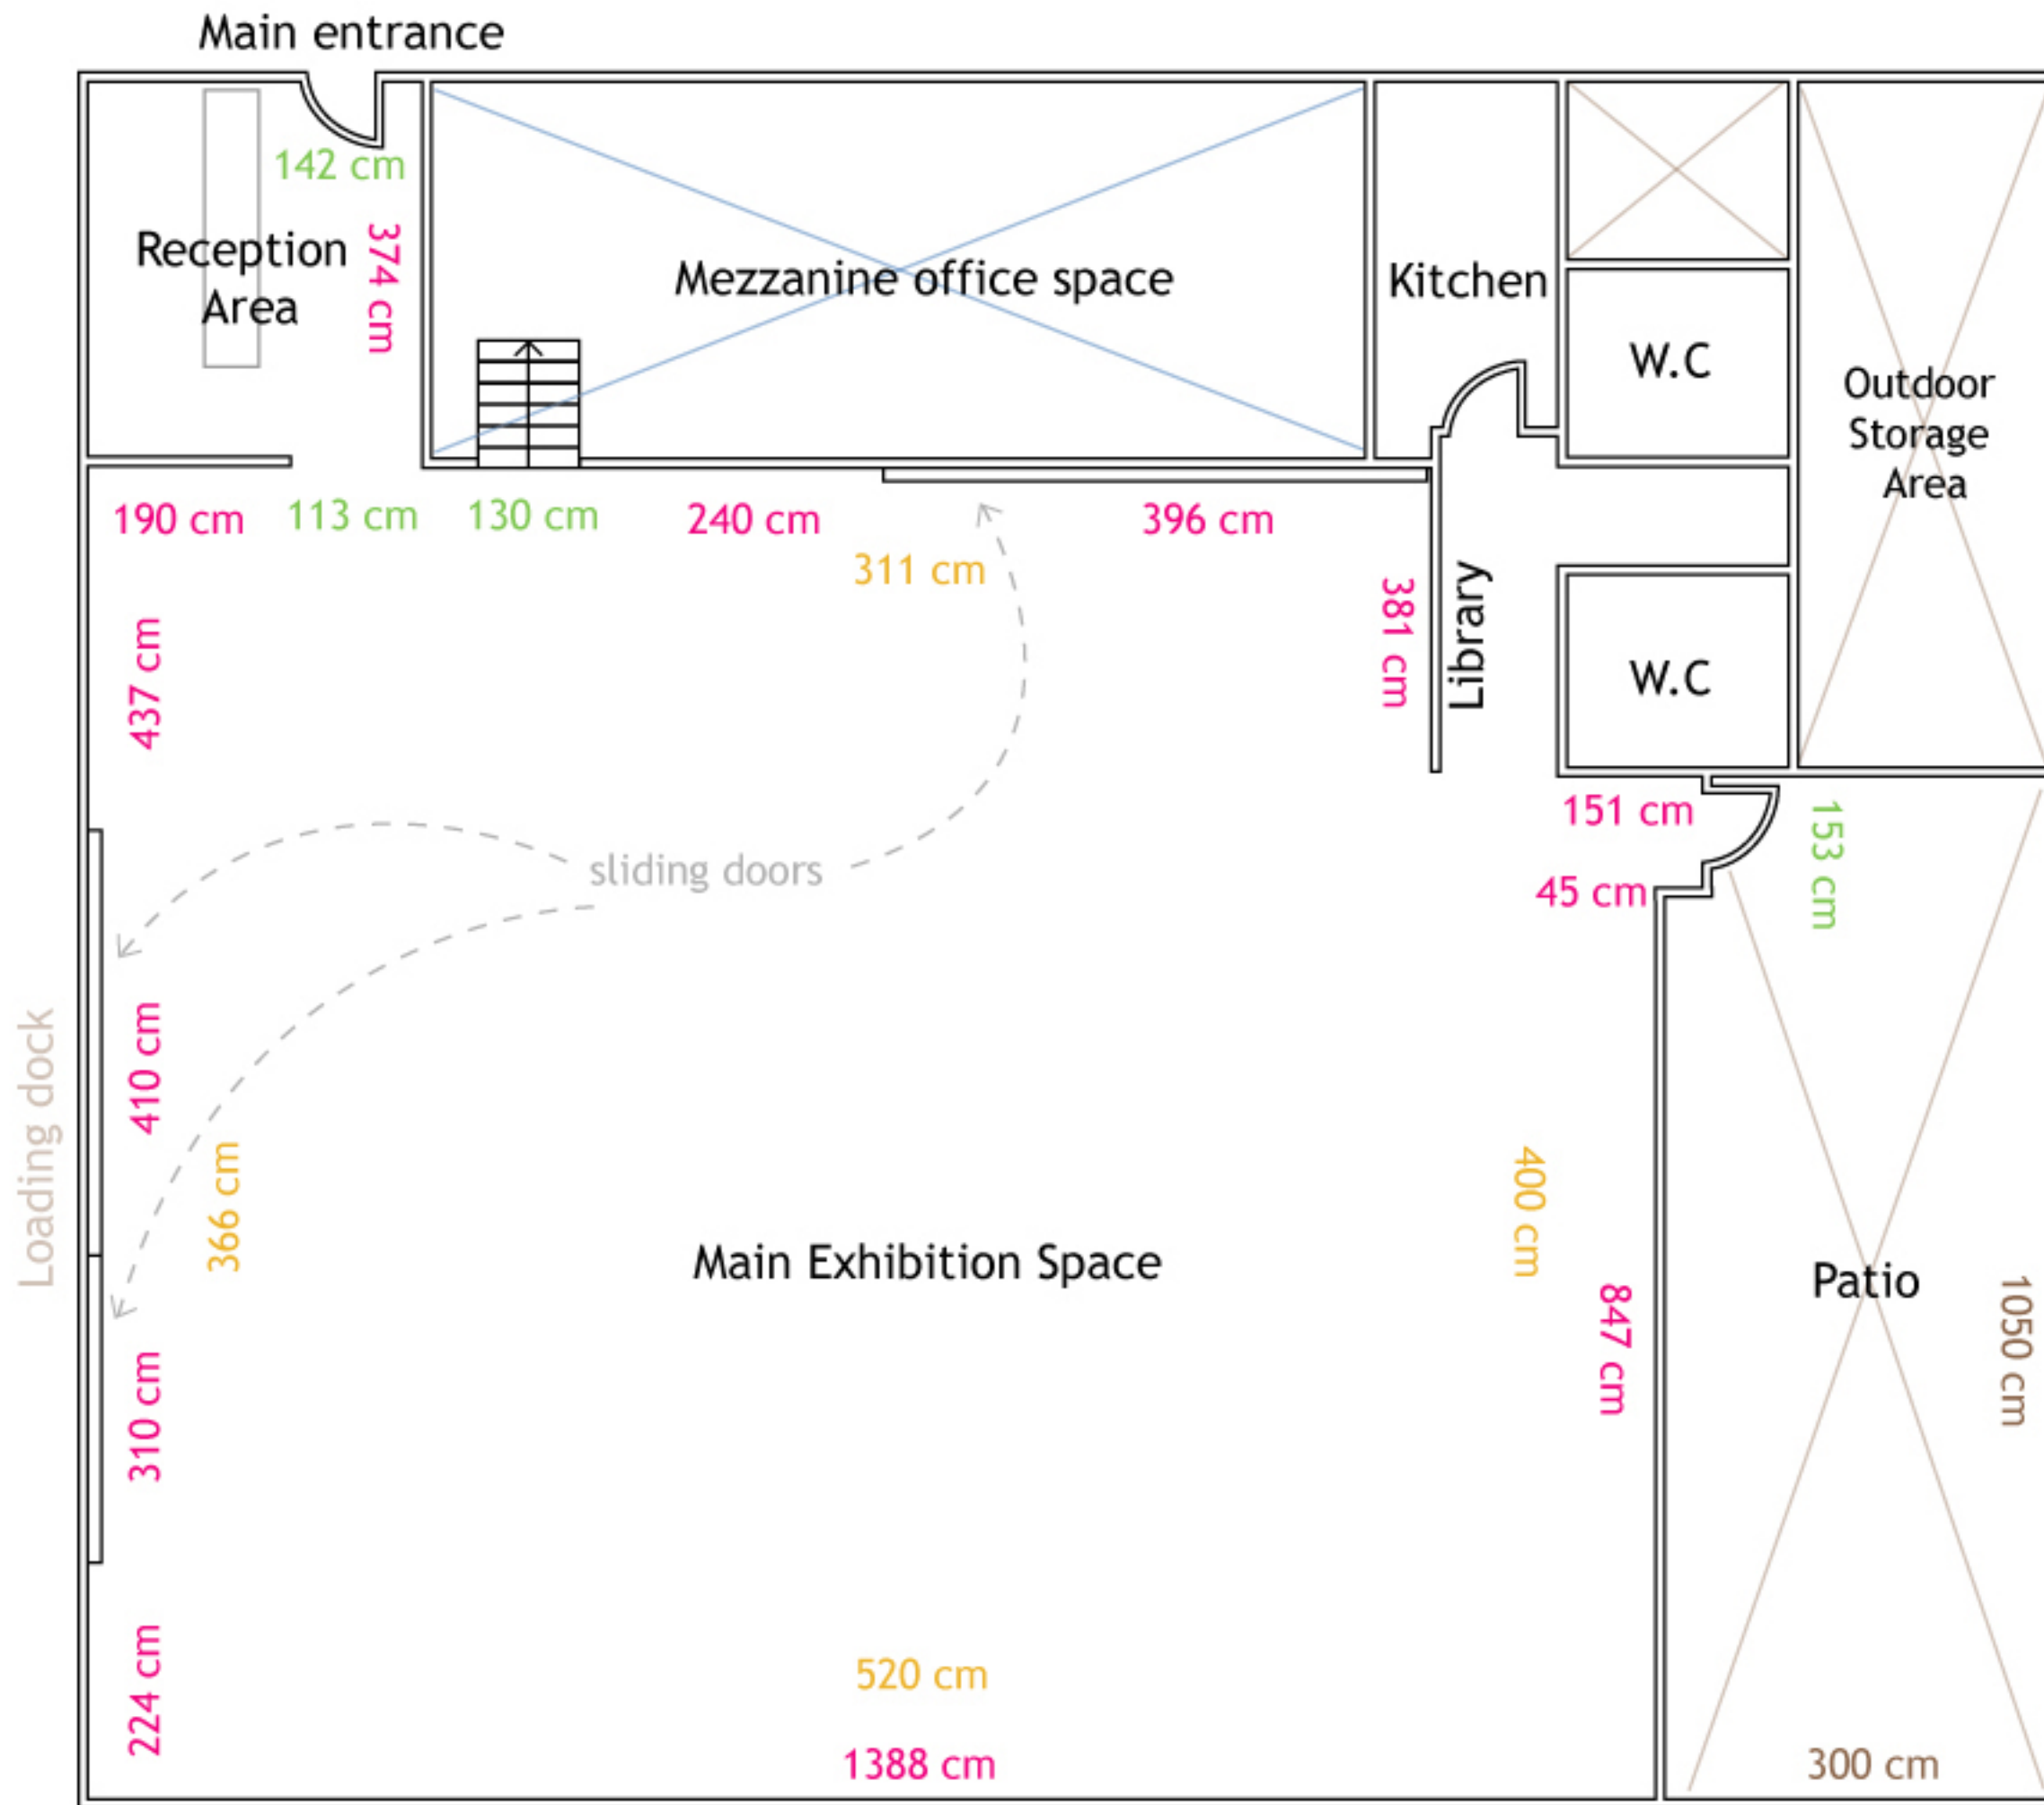 Main entrance
142 cm
Reception
Area
374 cm
Mezzanine office space
Kitchen
W.C
Outdoor
Storage
Area
190 cm
113 cm
130 cm
240 cm
396 cm
311 cm
381 cm
Library
437 cm
W.C
151 cm
153 cm
sliding doors
45 cm
Loading dock
410 cm
366 cm
400 cm
Main Exhibition Space
Patio
847 cm
1050 cm
310 cm
224 cm
520 cm
1388 cm
300 cm